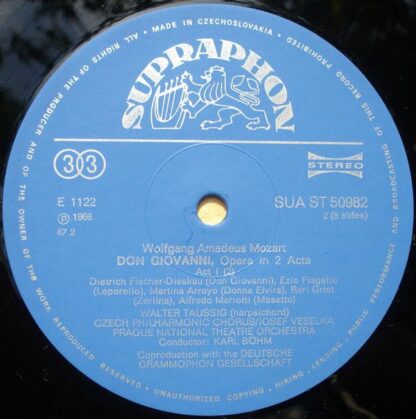 ALL RIGHTS OF THE PRODUCER AND OF THE OWNER OF THE WORK REPRODUCED RESERVED • UNAUTHORIZED COPYING • HIRING • LENDING • PUBLIC PERFORMANCE AND BROADCASTING OF THIS RECORD PROHIBITED • MADE IN CZECHOSLOVAKIA •
SUPRAPHON
33
STEREO
E 1122
SUA ST 50982
Ⓟ 1968
2 (8 sides)
67 2
Wolfgang Amadeus Mozart
DON GIOVANNI, Opera in 2 Acts
Act I (2)
Dietrich Fischer-Dieskau (Don Giovanni), Ezio Flagello
(Leporello), Martina Arroyo (Donna Elvira), Reri Grist
(Zerlina), Alfredo Mariotti (Masetto)
WALTER TAUSSIG (harpsichord)
CZECH PHILHARMONIC CHORUS/JOSEF VESELKA
PRAGUE NATIONAL THEATRE ORCHESTRA
Conductor: KARL BÖHM
Coproduction with the DEUTSCHE
GRAMMOPHON GESELLSCHAFT